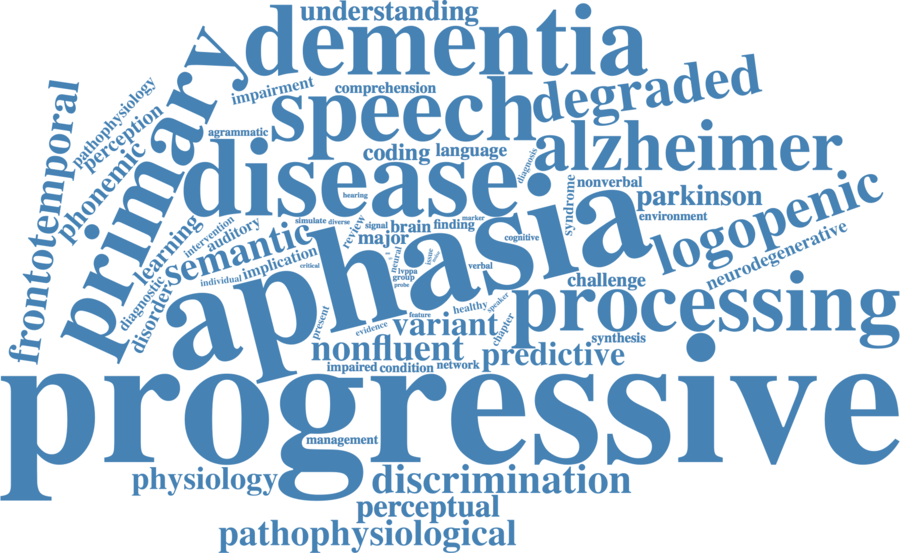 understanding
dementia
impairment
comprehension
speech
degraded
pathophysiology
perception
phonemic
primary
frontotemporal
agrammatic
coding
language
diagnosis
alzheimer
disease
hearing
syndrome
nonverbal
parkinson
environment
logopenic
neurodegenerative
learning
intervention
auditory
semantic
simulate
diverse
review
signal
brain
finding
marker
major
cognitive
aphasia
diagnostic
disorder
individual
implication
critical
neural
lvppa
group
probe
verbal
challenge
processing
present
evidence
feature
variant
healthy
speaker
chapter
synthesis
nonfluent
predictive
impaired
condition
network
progressive
management
physiology
discrimination
perceptual
pathophysiological